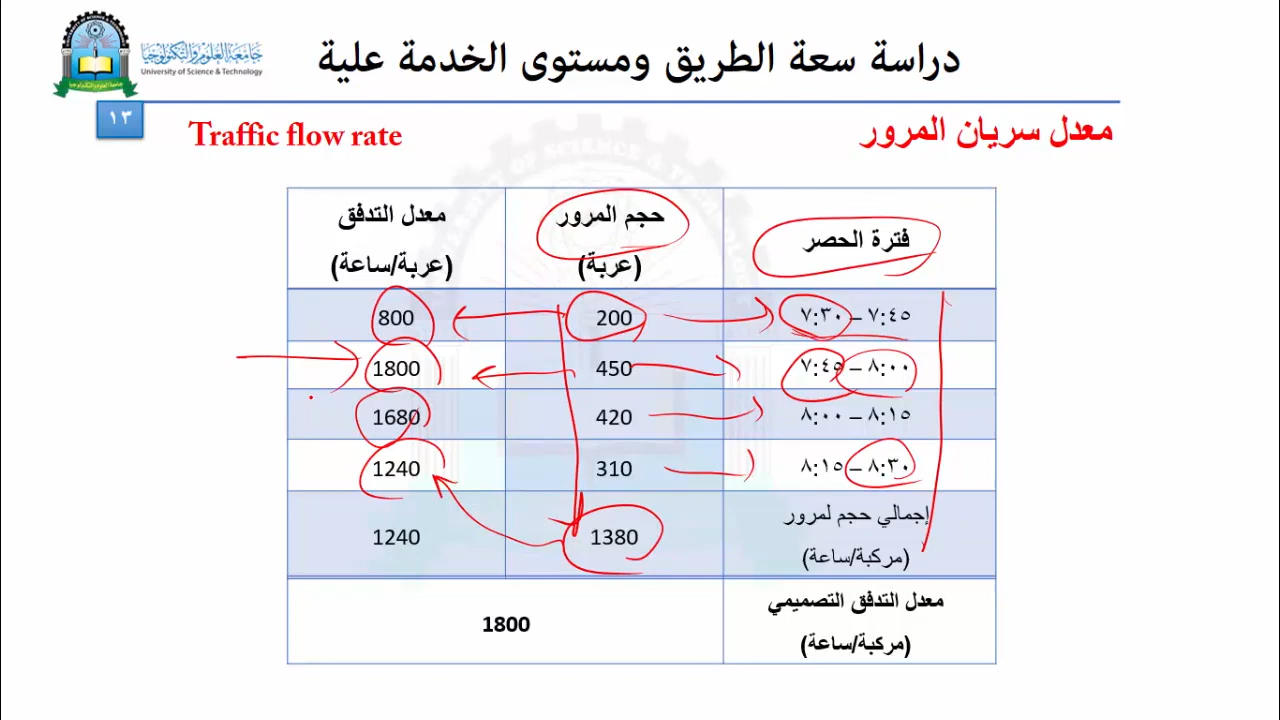 جامعة العلوم والتكنولوجيا
University of Science & Technology
دراسة سعة الطريق ومستوى الخدمة علية
١٣
معدل سريان المرور
Traffic flow rate
فترة الحصر
حجم المرور
(عربة)
معدل التدفق
(عربة/ساعة)
٧:٣٠ – ٧:٤٥
200
800
٧:٤٥ – ٨:٠٠
450
1800
٨:٠٠ – ٨:١٥
420
1680
٨:١٥ – ٨:٣٠
310
1240
إجمالي حجم لمرور
(مركبة/ساعة)
1380
1240
معدل التدفق التصميمي
(مركبة/ساعة)
1800